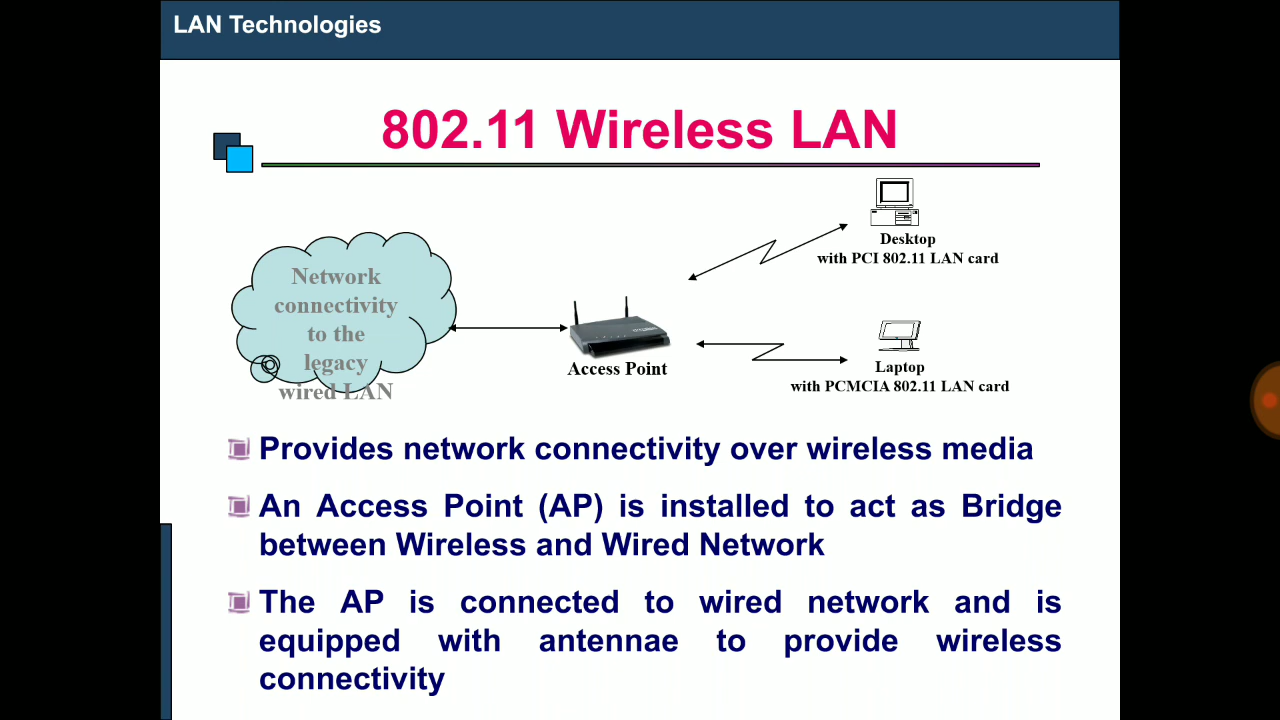 LAN Technologies
802.11 Wireless LAN
Network
connectivity
to the
legacy
wired LAN
Access Point
Desktop
with PCI 802.11 LAN card
Laptop
with PCMCIA 802.11 LAN card
Provides network connectivity over wireless media
An Access Point (AP) is installed to act as Bridge
between Wireless and Wired Network
The AP is connected to wired network and is
equipped with antennae to provide wireless
connectivity